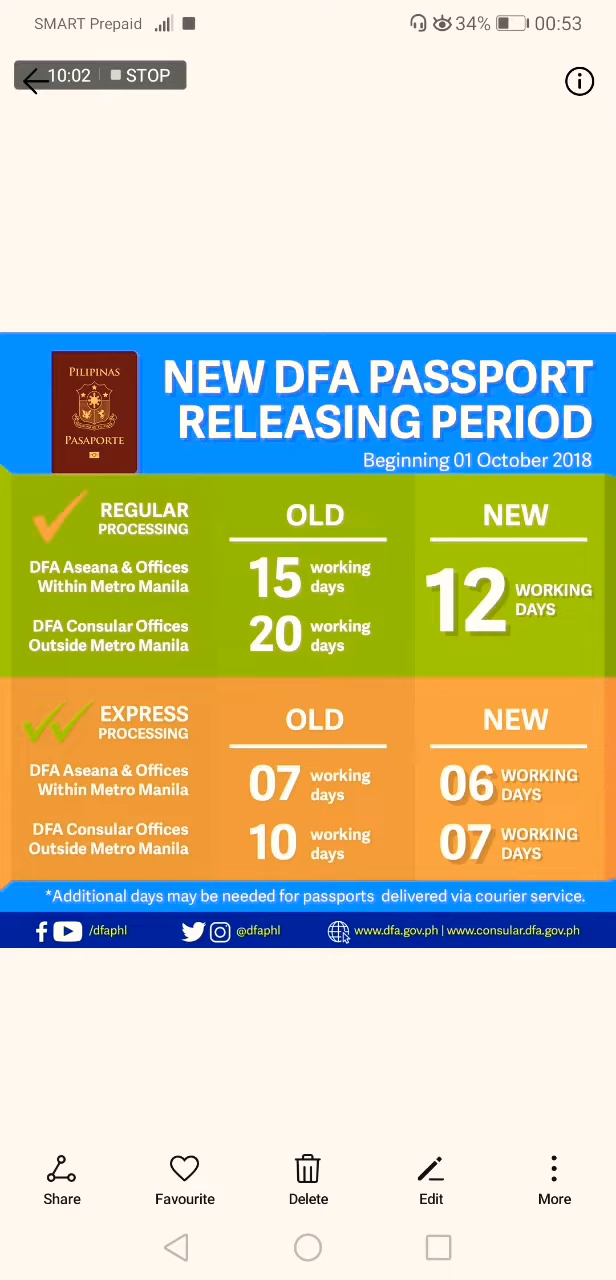 SMART Prepaid 34% 00:53
10:02 STOP
PILIPINAS
PASAPORTE
NEW DFA PASSPORT
RELEASING PERIOD
Beginning 01 October 2018
REGULAR
PROCESSING
OLD
NEW
DFA Aseana & Offices
Within Metro Manila
15 working
days
DFA Consular Offices
Outside Metro Manila
20 working
days
12 WORKING
DAYS
EXPRESS
PROCESSING
OLD
NEW
DFA Aseana & Offices
Within Metro Manila
07 working
days
06 WORKING
DAYS
DFA Consular Offices
Outside Metro Manila
10 working
days
07 WORKING
DAYS
*Additional days may be needed for passports delivered via courier service.
/dfaphl @dfaphl www.dfa.gov.ph | www.consular.dfa.gov.ph
Share Favourite Delete Edit More